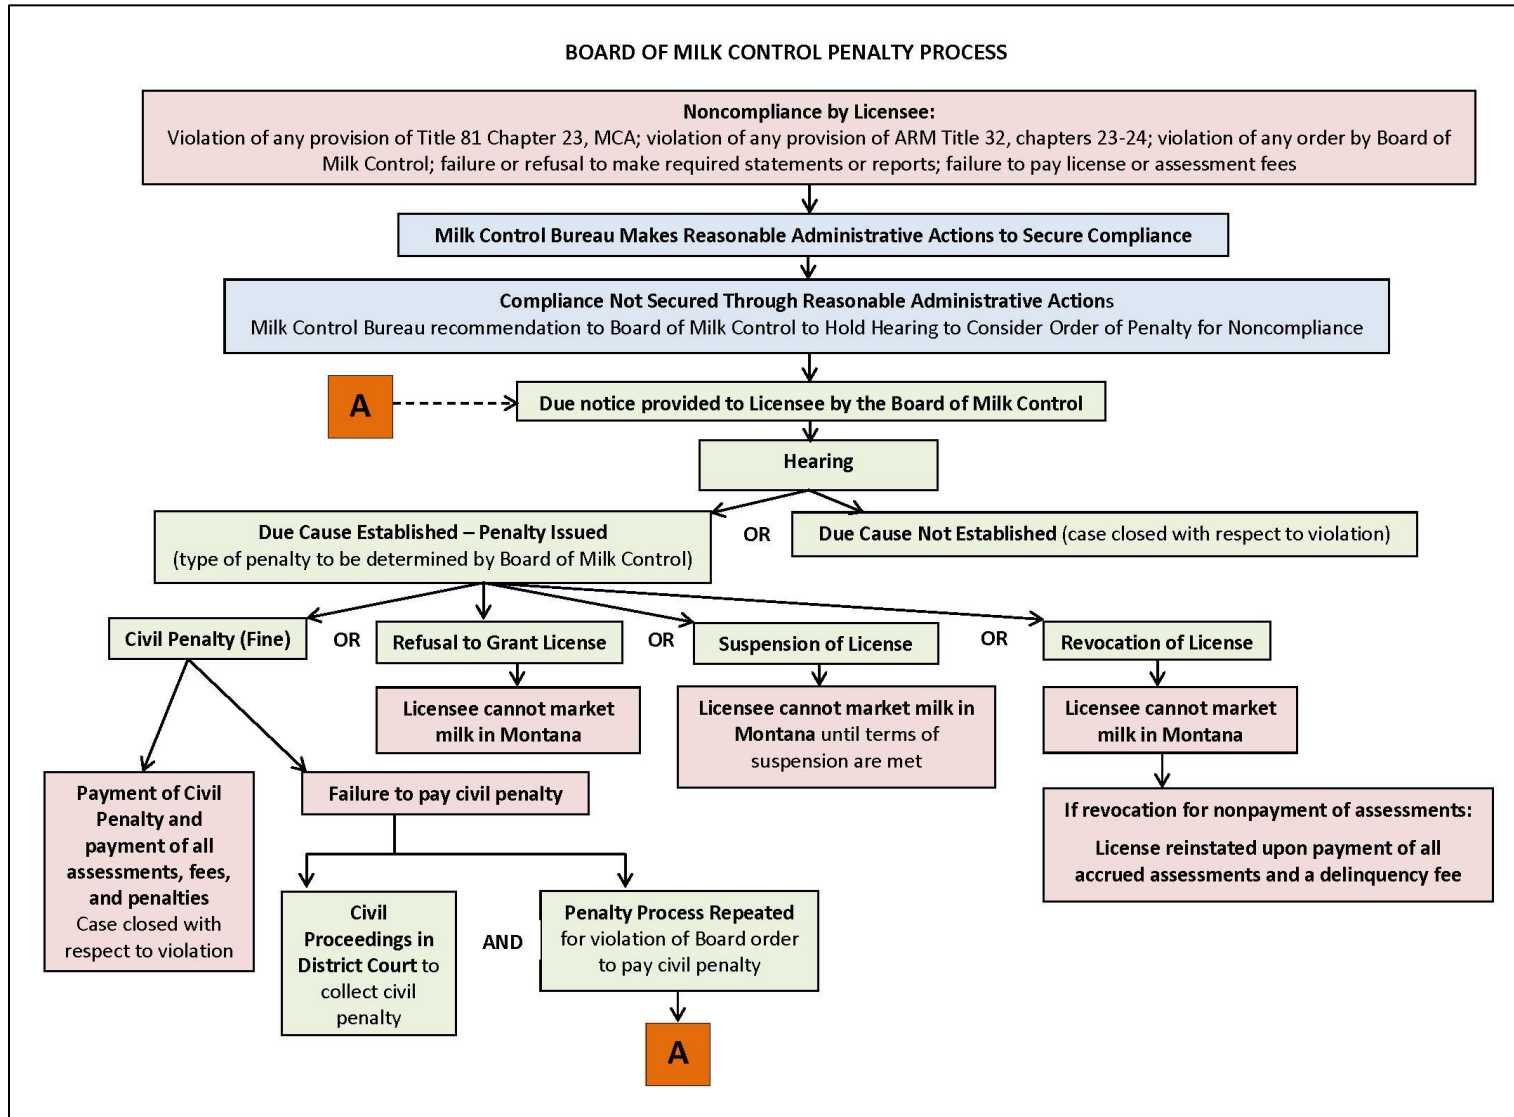 BOARD OF MILK CONTROL PENALTY PROCESS
Noncompliance by Licensee:
Violation of any provision of Title 81 Chapter 23, MCA; violation of any provision of ARM Title 32, chapters 23-24; violation of any order by Board of
Milk Control; failure or refusal to make required statements or reports; failure to pay license or assessment fees
Milk Control Bureau Makes Reasonable Administrative Actions to Secure Compliance
Compliance Not Secured Through Reasonable Administrative Actions
Milk Control Bureau recommendation to Board of Milk Control to Hold Hearing to Consider Order of Penalty for Noncompliance
A
Due notice provided to Licensee by the Board of Milk Control
Hearing
Due Cause Established – Penalty Issued
(type of penalty to be determined by Board of Milk Control)
OR
Due Cause Not Established (case closed with respect to violation)
Civil Penalty (Fine)
OR
Refusal to Grant License
OR
Suspension of License
OR
Revocation of License
Licensee cannot market
milk in Montana
Licensee cannot market milk in
Montana until terms of
suspension are met
Licensee cannot market
milk in Montana
Payment of Civil
Penalty and
payment of all
assessments, fees,
and penalties
Case closed with
respect to violation
Failure to pay civil penalty
If revocation for nonpayment of assessments:
License reinstated upon payment of all
accrued assessments and a delinquency fee
Civil
Proceedings in
District Court to
collect civil
penalty
AND
Penalty Process Repeated
for violation of Board order
to pay civil penalty
A